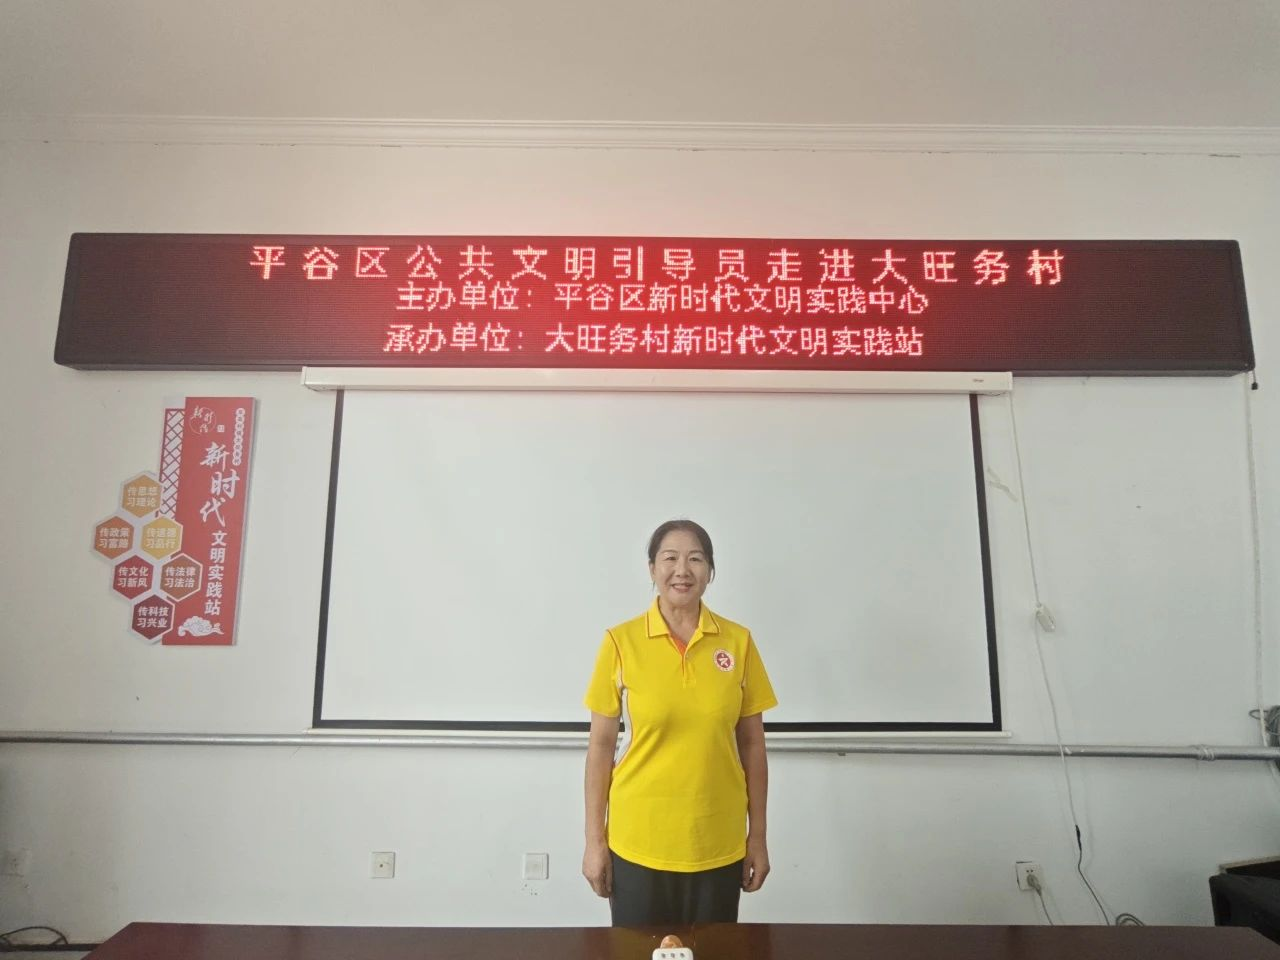 平谷区公共文明引导员走进大旺务村
主办单位：平谷区新时代文明实践中心
承办单位：大旺务村新时代文明实践站
新时代
文明实践站
传思想
习理论
传政策
习富路
传道德
习品行
传文化
习新风
传法律
习法治
传科技
习兴业